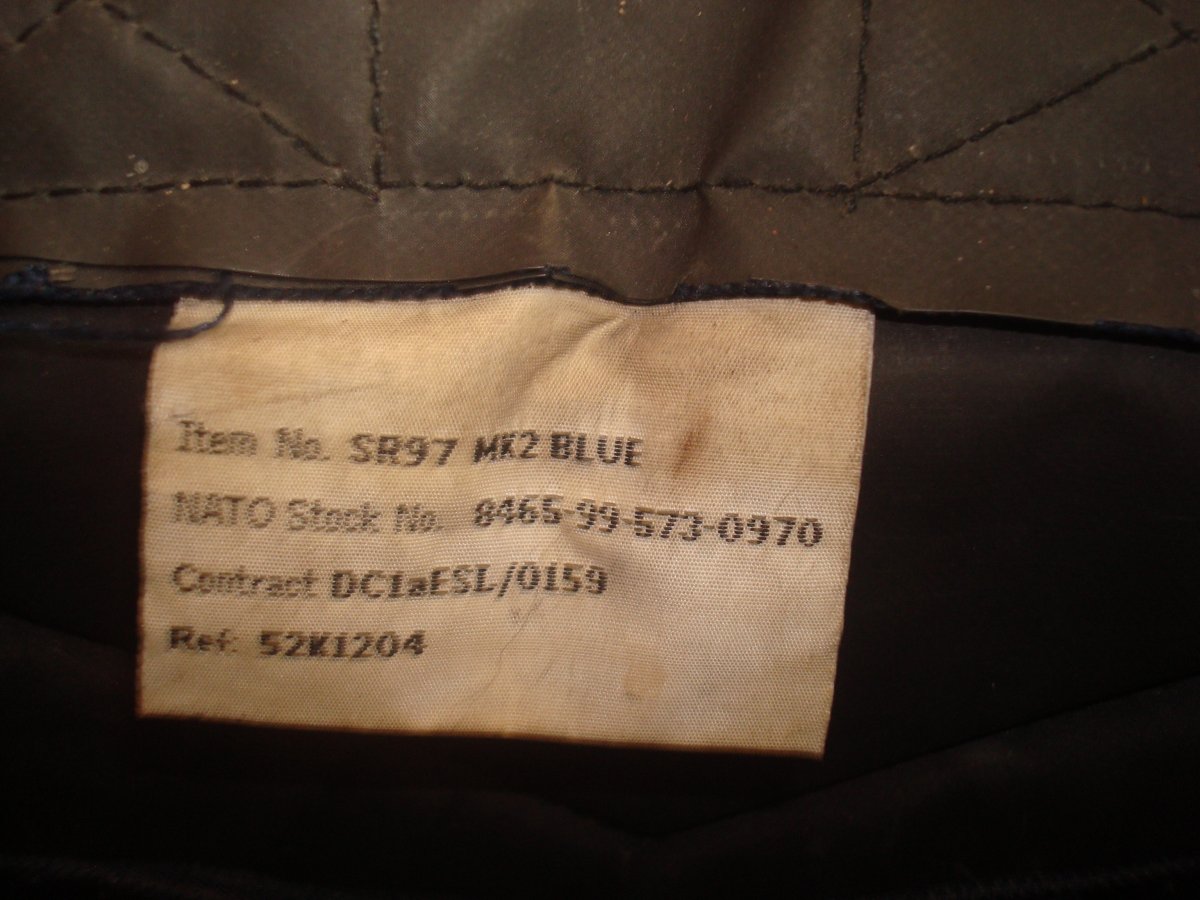 Item No. SR97 MK2 BLUE
NATO Stock No. 8465-99-573-0970
Contract DC1aESL/0159
Ref: 52K1204